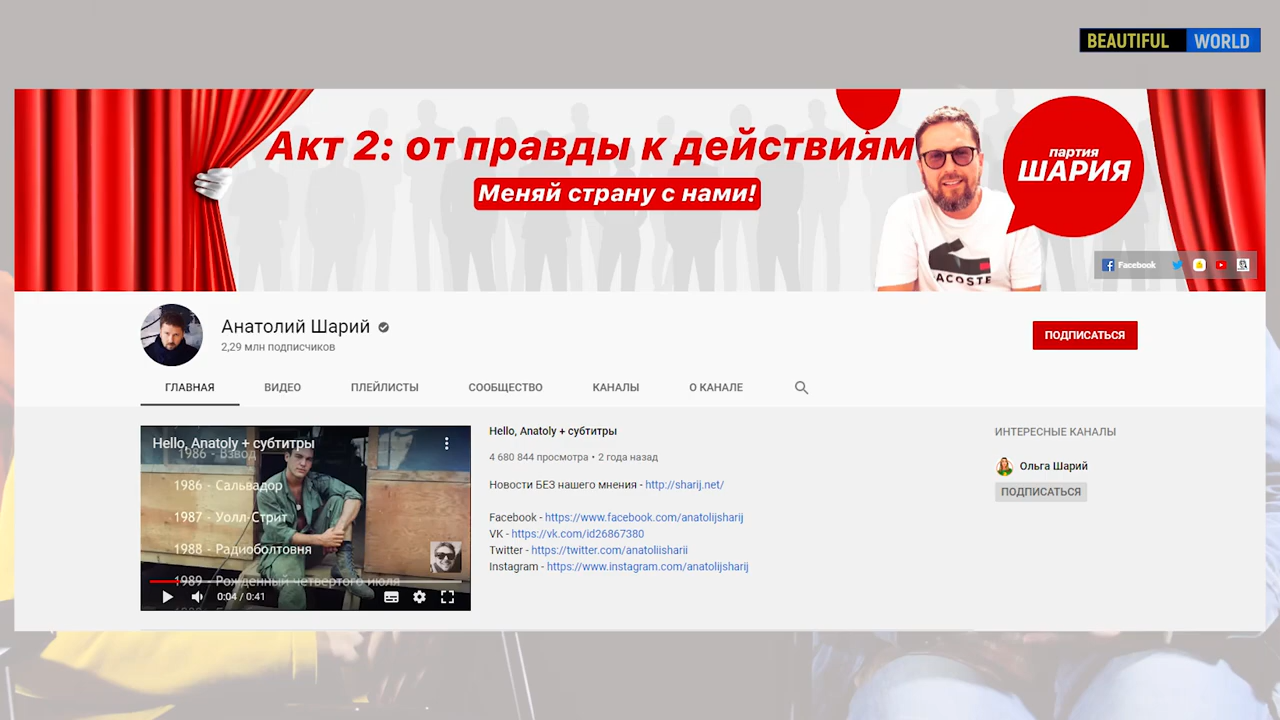 BEAUTIFUL WORLD
Акт 2: от правды к действиям
Меняй страну с нами!
партия
ШАРИЯ
ACOSTE
Facebook
Анатолий Шарий
2,29 млн подписчиков
ПОДПИСАТЬСЯ
ГЛАВНАЯ ВИДЕО ПЛЕЙЛИСТЫ СООБЩЕСТВО КАНАЛЫ О КАНАЛЕ
Hello, Anatoly + субтитры
1986 - Взвод
1986 - Сальвадор
1987 - Уолл-Стрит
1988 - Радиоболтовня
1989 - Рожденный четвертого июля
0:04 / 0:41
Hello, Anatoly + субтитры
4 680 844 просмотра • 2 года назад
Новости БЕЗ нашего мнения - http://sharij.net/
Facebook - https://www.facebook.com/anatolijsharij
VK - https://vk.com/id26867380
Twitter - https://twitter.com/anatoliisharii
Instagram - https://www.instagram.com/anatolijsharij
ИНТЕРЕСНЫЕ КАНАЛЫ
Ольга Шарий
ПОДПИСАТЬСЯ